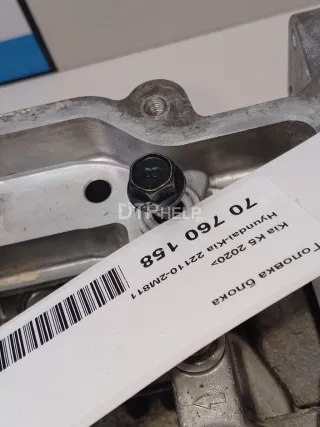 Головка блока
Kia K5 2020>
Hyundai-Kia 22110-2M811
70 760 158
DTPHELP